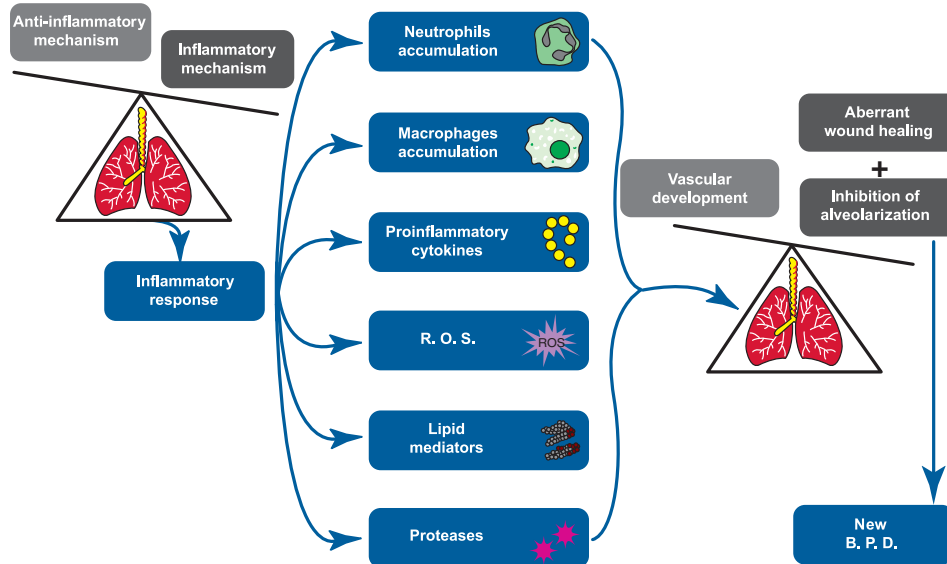 Anti-inflammatory
mechanism
Inflammatory
mechanism
Inflammatory
response
Neutrophils
accumulation
Macrophages
accumulation
Proinflammatory
cytokines
R. O. S.
ROS
Lipid
mediators
Proteases
Vascular
development
Aberrant
wound healing
+
Inhibition of
alveolarization
New
B. P. D.